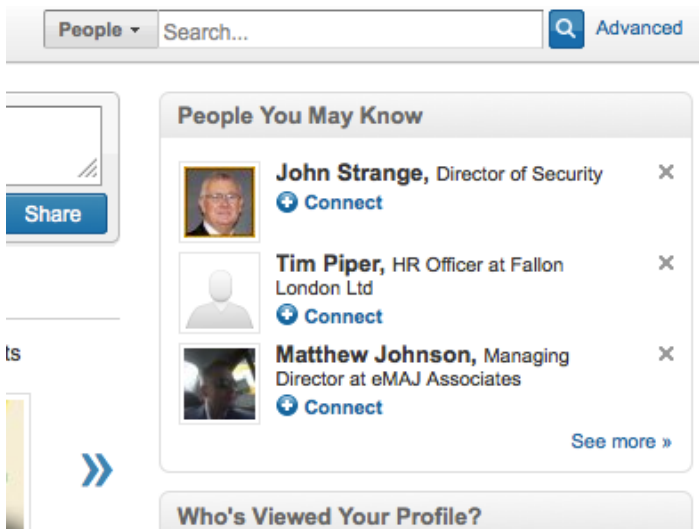 People
Search...
Advanced
People You May Know
John Strange, Director of Security
Connect
Share
Tim Piper, HR Officer at Fallon
London Ltd
Connect
ts
Matthew Johnson, Managing
Director at eMAJ Associates
Connect
See more »
Who's Viewed Your Profile?